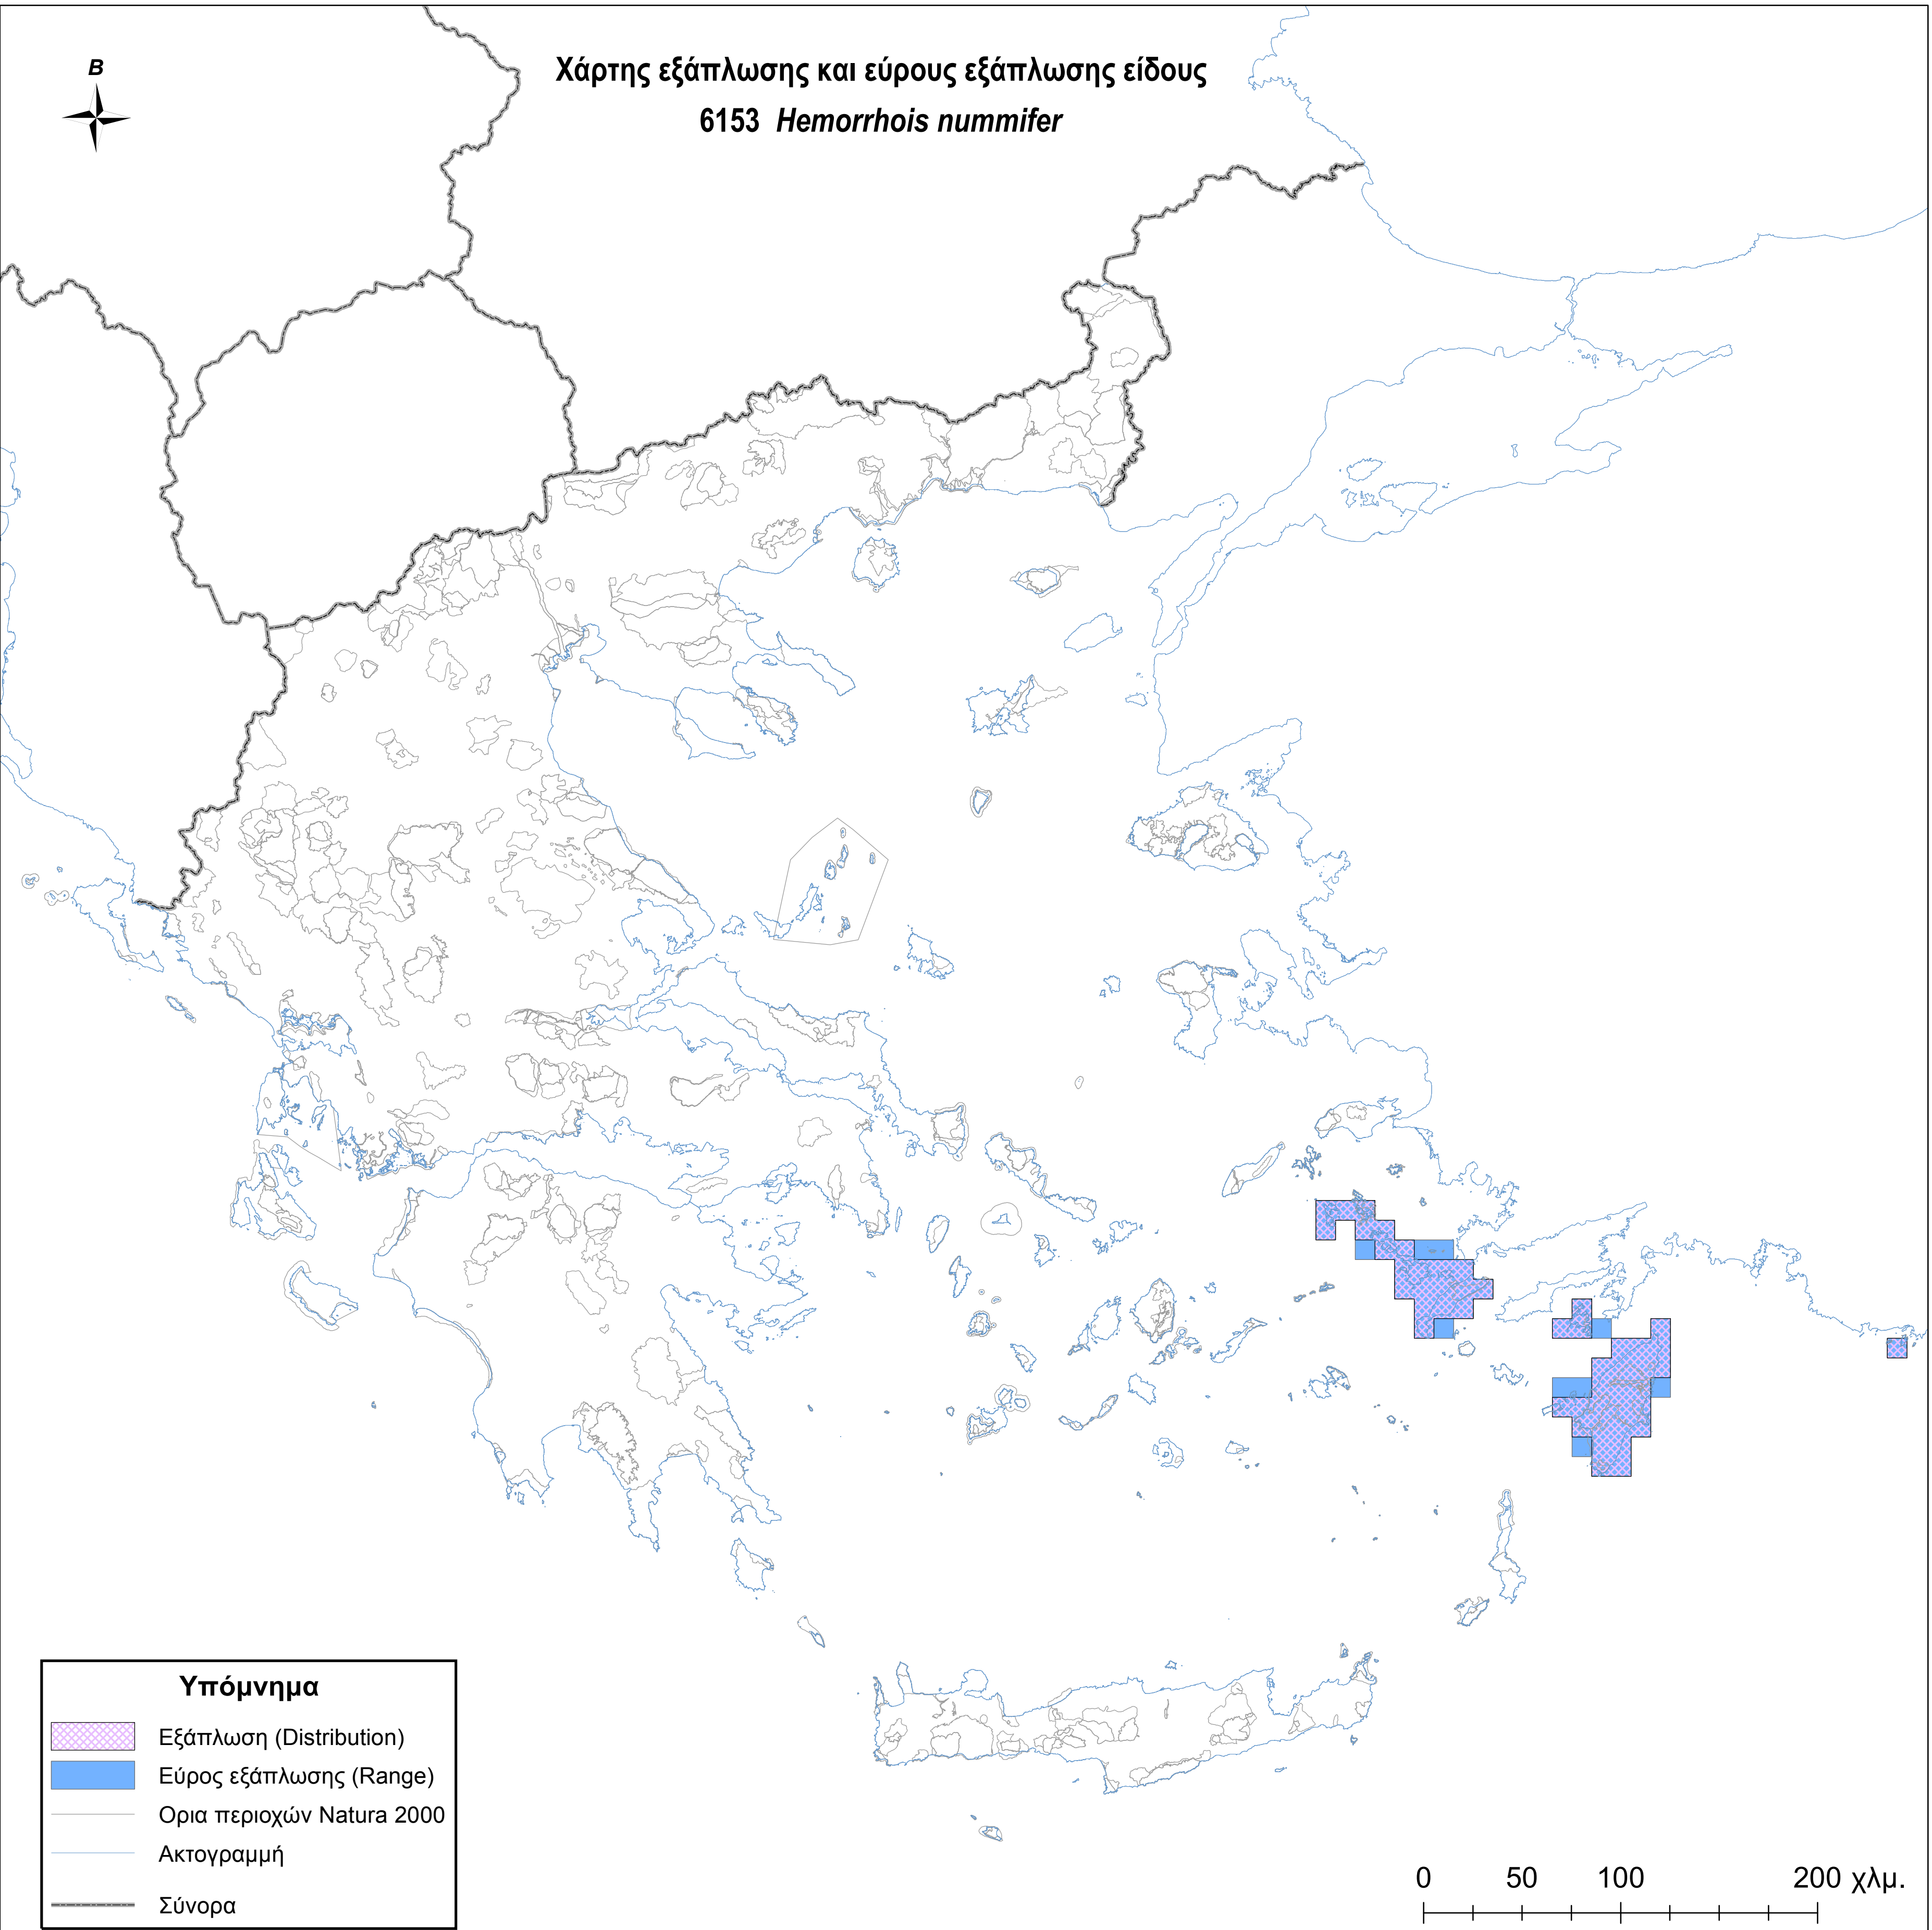 Β
Χάρτης εξάπλωσης και εύρους εξάπλωσης είδους
6153 Hemorrhois nummifer
Υπόμνημα
Εξάπλωση (Distribution)
Εύρος εξάπλωσης (Range)
Ορια περιοχών Natura 2000
Ακτογραμμή
Σύνορα
0 50 100 200 χλμ.